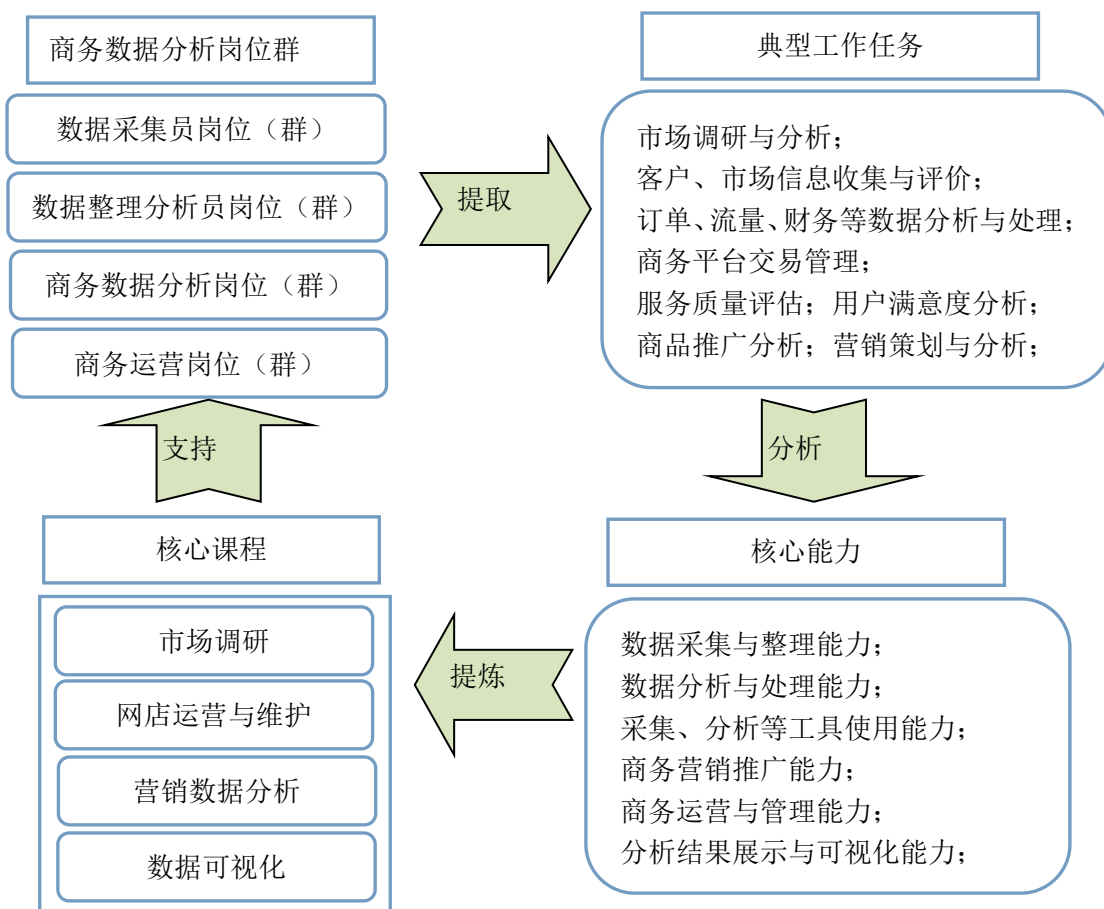 商务数据分析岗位群
数据采集员岗位（群）
数据整理分析员岗位（群）
商务数据分析岗位（群）
商务运营岗位（群）
提取
典型工作任务
市场调研与分析；
客户、市场信息收集与评价；
订单、流量、财务等数据分析与处理；
商务平台交易管理；
服务质量评估；用户满意度分析；
商品推广分析；营销策划与分析；
分析
核心能力
数据采集与整理能力；
数据分析与处理能力；
采集、分析等工具使用能力；
商务营销推广能力；
商务运营与管理能力；
分析结果展示与可视化能力；
提炼
核心课程
市场调研
网店运营与维护
营销数据分析
数据可视化
支持